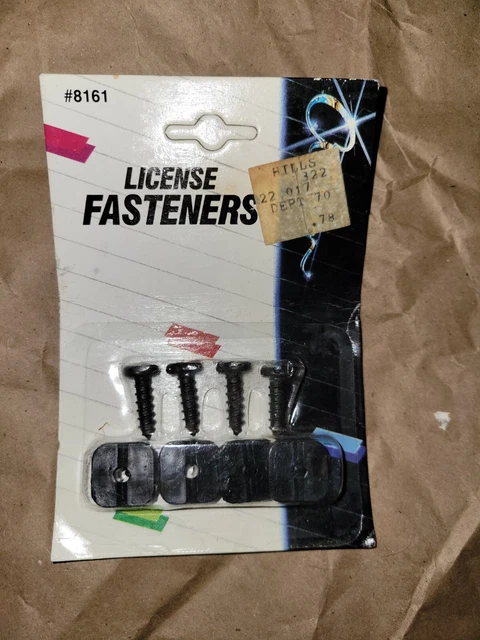 #8161
LICENSE
FASTENERS
HILLS
322
22 017
DEPT 70
.78